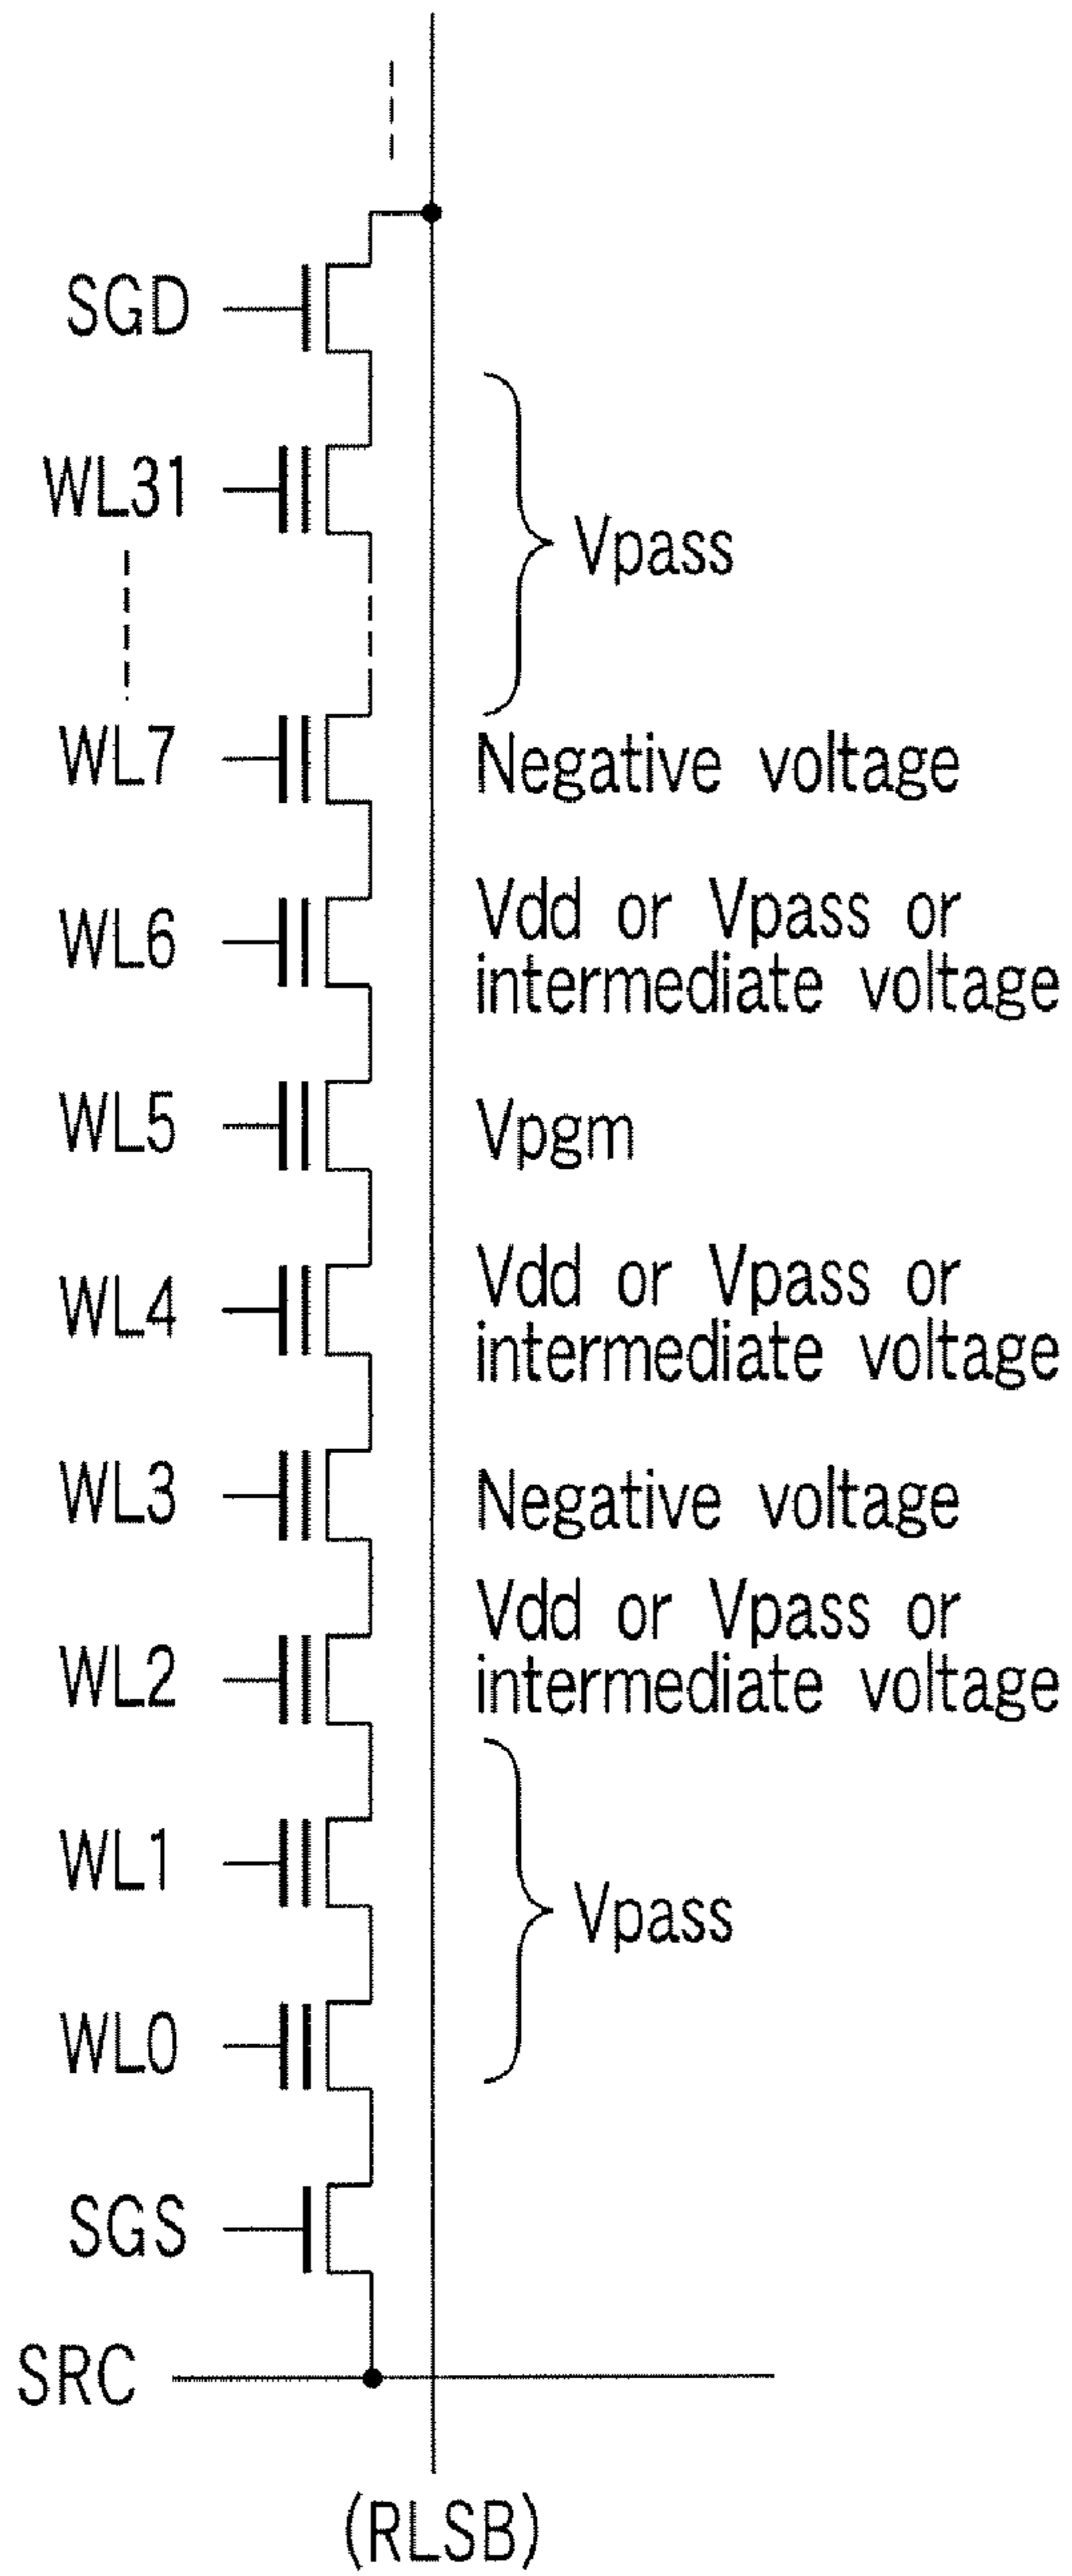 SGD
WL31
Vpass
WL7 Negative voltage
WL6 Vdd or Vpass or
intermediate voltage
WL5 Vpgm
WL4 Vdd or Vpass or
intermediate voltage
WL3 Negative voltage
WL2 Vdd or Vpass or
intermediate voltage
WL1
Vpass
WL0
SGS
SRC
(RLSB)